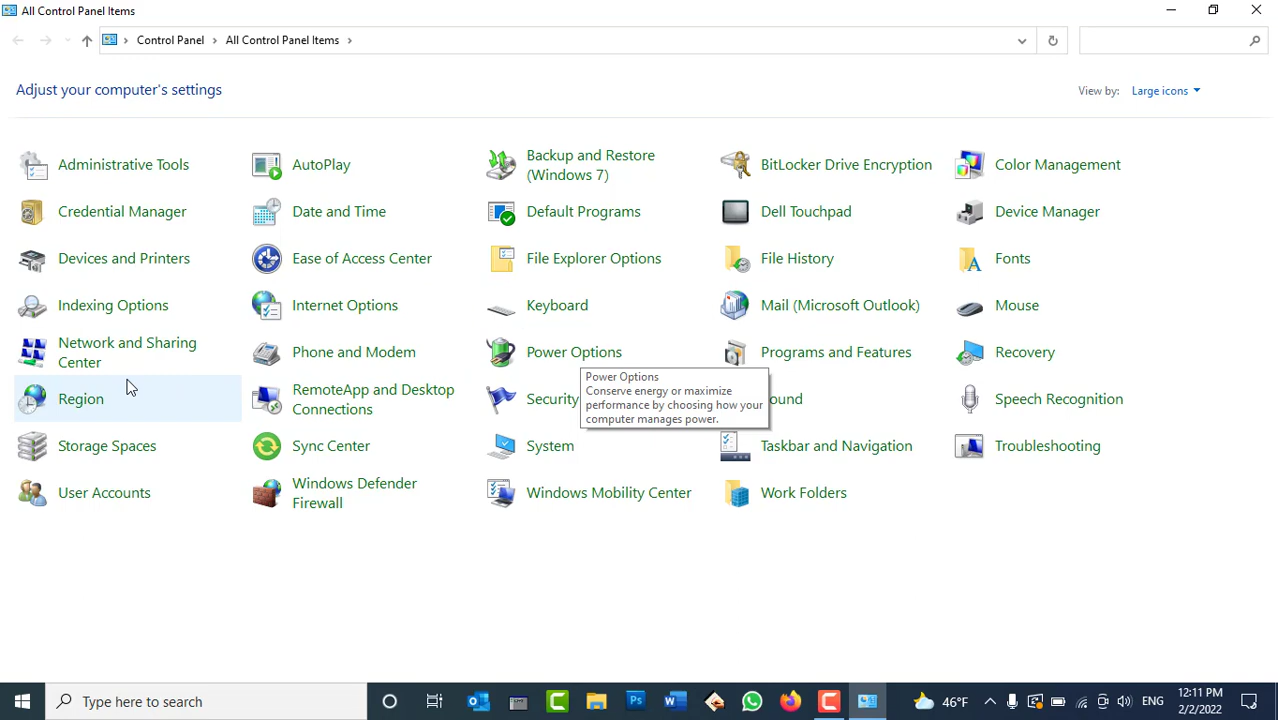 All Control Panel Items
Control Panel > All Control Panel Items >
Adjust your computer's settings
View by: Large icons
Administrative Tools
AutoPlay
Backup and Restore
(Windows 7)
BitLocker Drive Encryption
Color Management
Credential Manager
Date and Time
Default Programs
Dell Touchpad
Device Manager
Devices and Printers
Ease of Access Center
File Explorer Options
File History
Fonts
Indexing Options
Internet Options
Keyboard
Mail (Microsoft Outlook)
Mouse
Network and Sharing
Center
Phone and Modem
Power Options
Programs and Features
Recovery
Power Options
Conserve energy or maximize
performance by choosing how your
computer manages power.
Region
RemoteApp and Desktop
Connections
Security
ound
Speech Recognition
Storage Spaces
Sync Center
System
Taskbar and Navigation
Troubleshooting
User Accounts
Windows Defender
Firewall
Windows Mobility Center
Work Folders
Type here to search
Ps
W
46°F
ENG
12:11 PM
2/2/2022